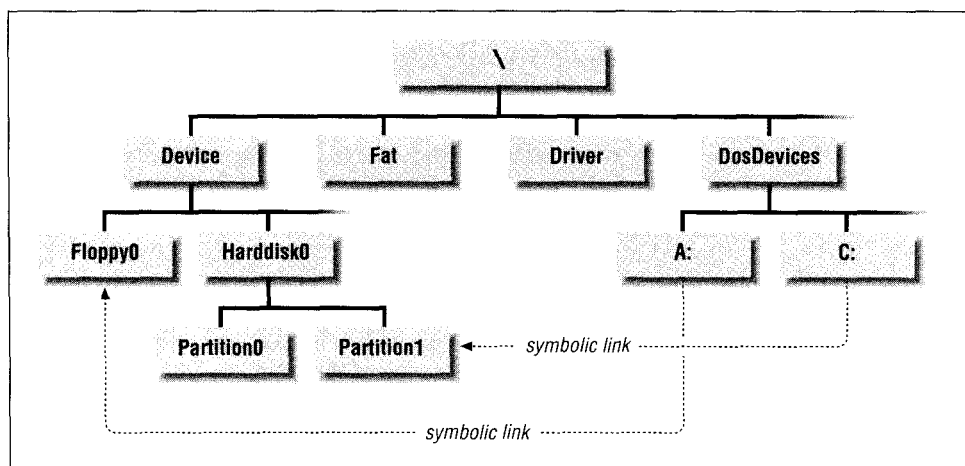 \
Device
Fat
Driver
DosDevices
Floppy0
Harddisk0
A:
C:
Partition0
Partition1
symbolic link
symbolic link